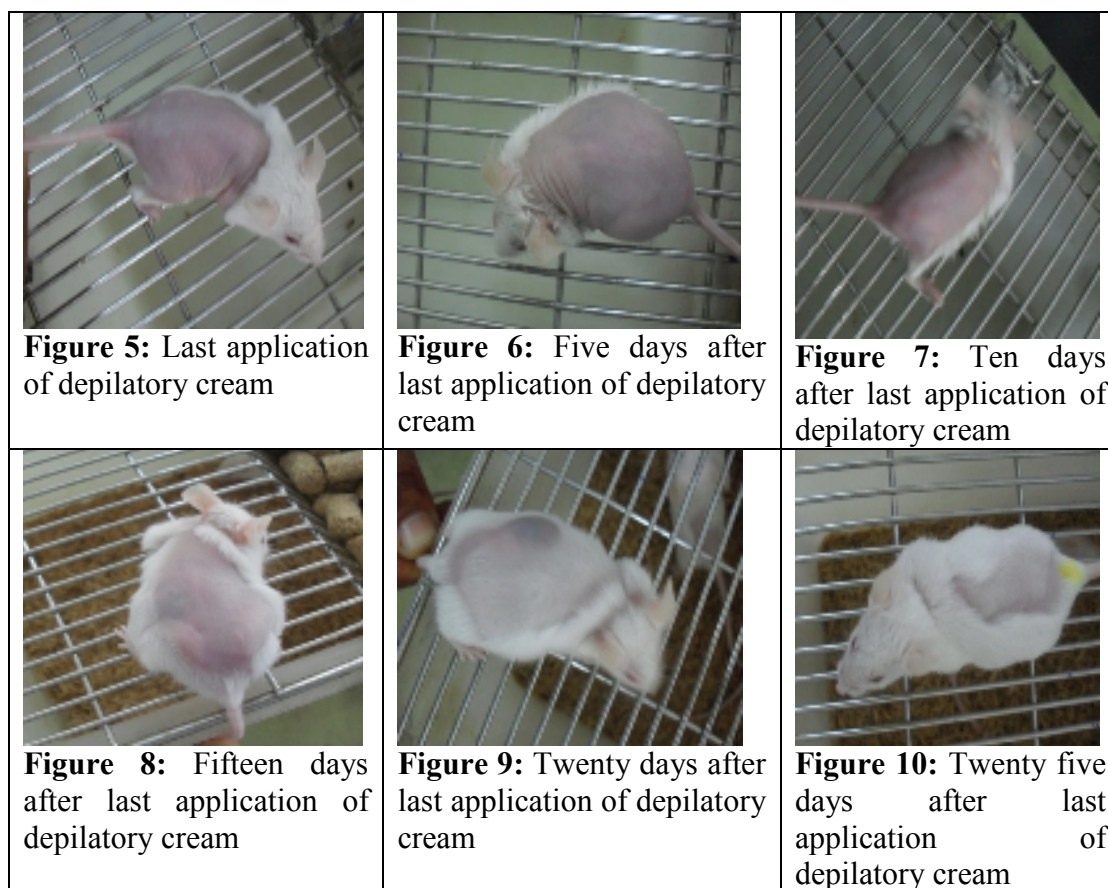 Figure 5: Last application
of depilatory cream
Figure 6: Five days after
last application of depilatory
cream
Figure 7: Ten days
after last application of
depilatory cream
Figure 8: Fifteen days
after last application of
depilatory cream
Figure 9: Twenty days after
last application of depilatory
cream
Figure 10: Twenty five
days after last
application of
depilatory cream